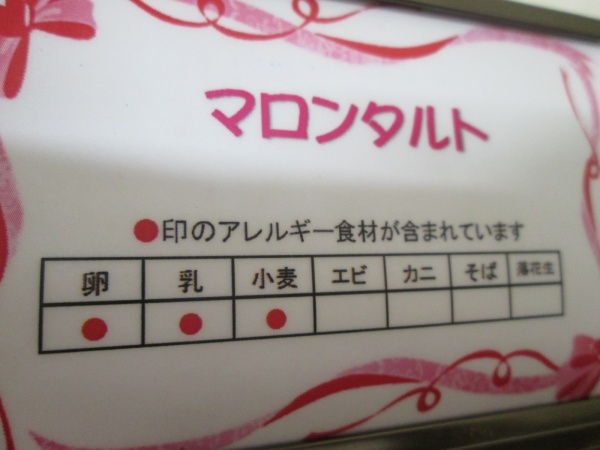 マロンタルト
●印のアレルギー食材が含まれています
卵 乳 小麦 エビ カニ そば 落花生
● ● ●